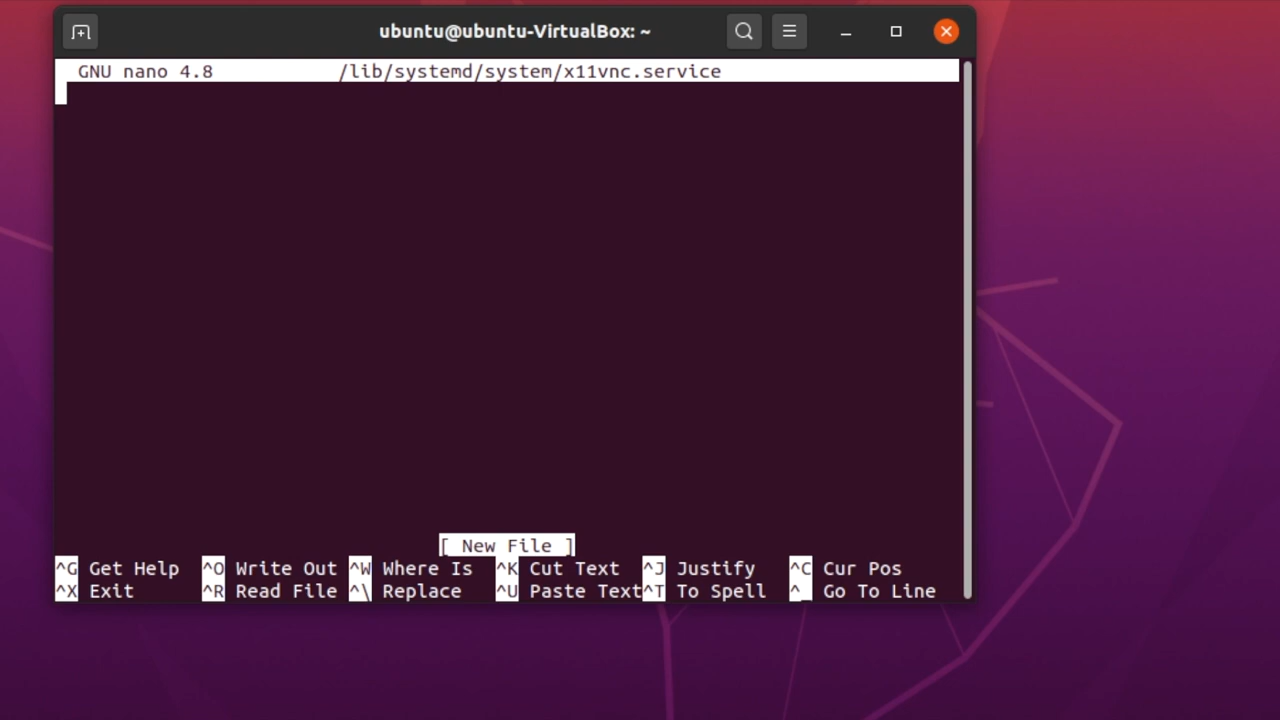 ubuntu@ubuntu-VirtualBox: ~
GNU nano 4.8 /lib/systemd/system/x11vnc.service
[ New File ]
^G Get Help ^O Write Out ^W Where Is ^K Cut Text ^J Justify ^C Cur Pos
^X Exit ^R Read File ^\ Replace ^U Paste Text ^T To Spell ^_ Go To Line